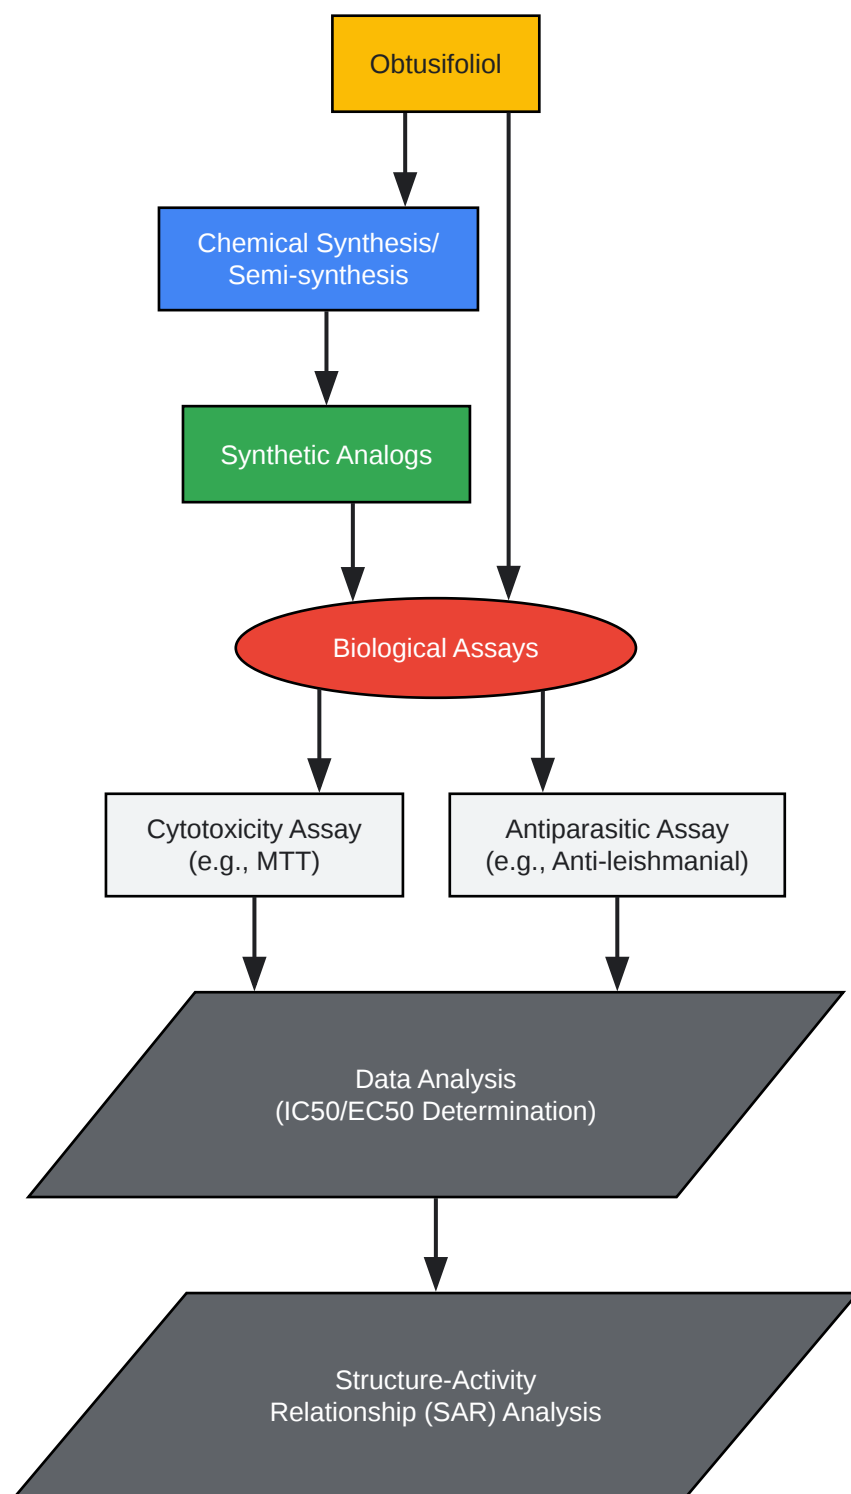 Obtusifoliol
Chemical Synthesis/
Semi-synthesis
Synthetic Analogs
Biological Assays
Cytotoxicity Assay
(e.g., MTT)
Antiparasitic Assay
(e.g., Anti-leishmanial)
Data Analysis
(IC50/EC50 Determination)
Structure-Activity
Relationship (SAR) Analysis